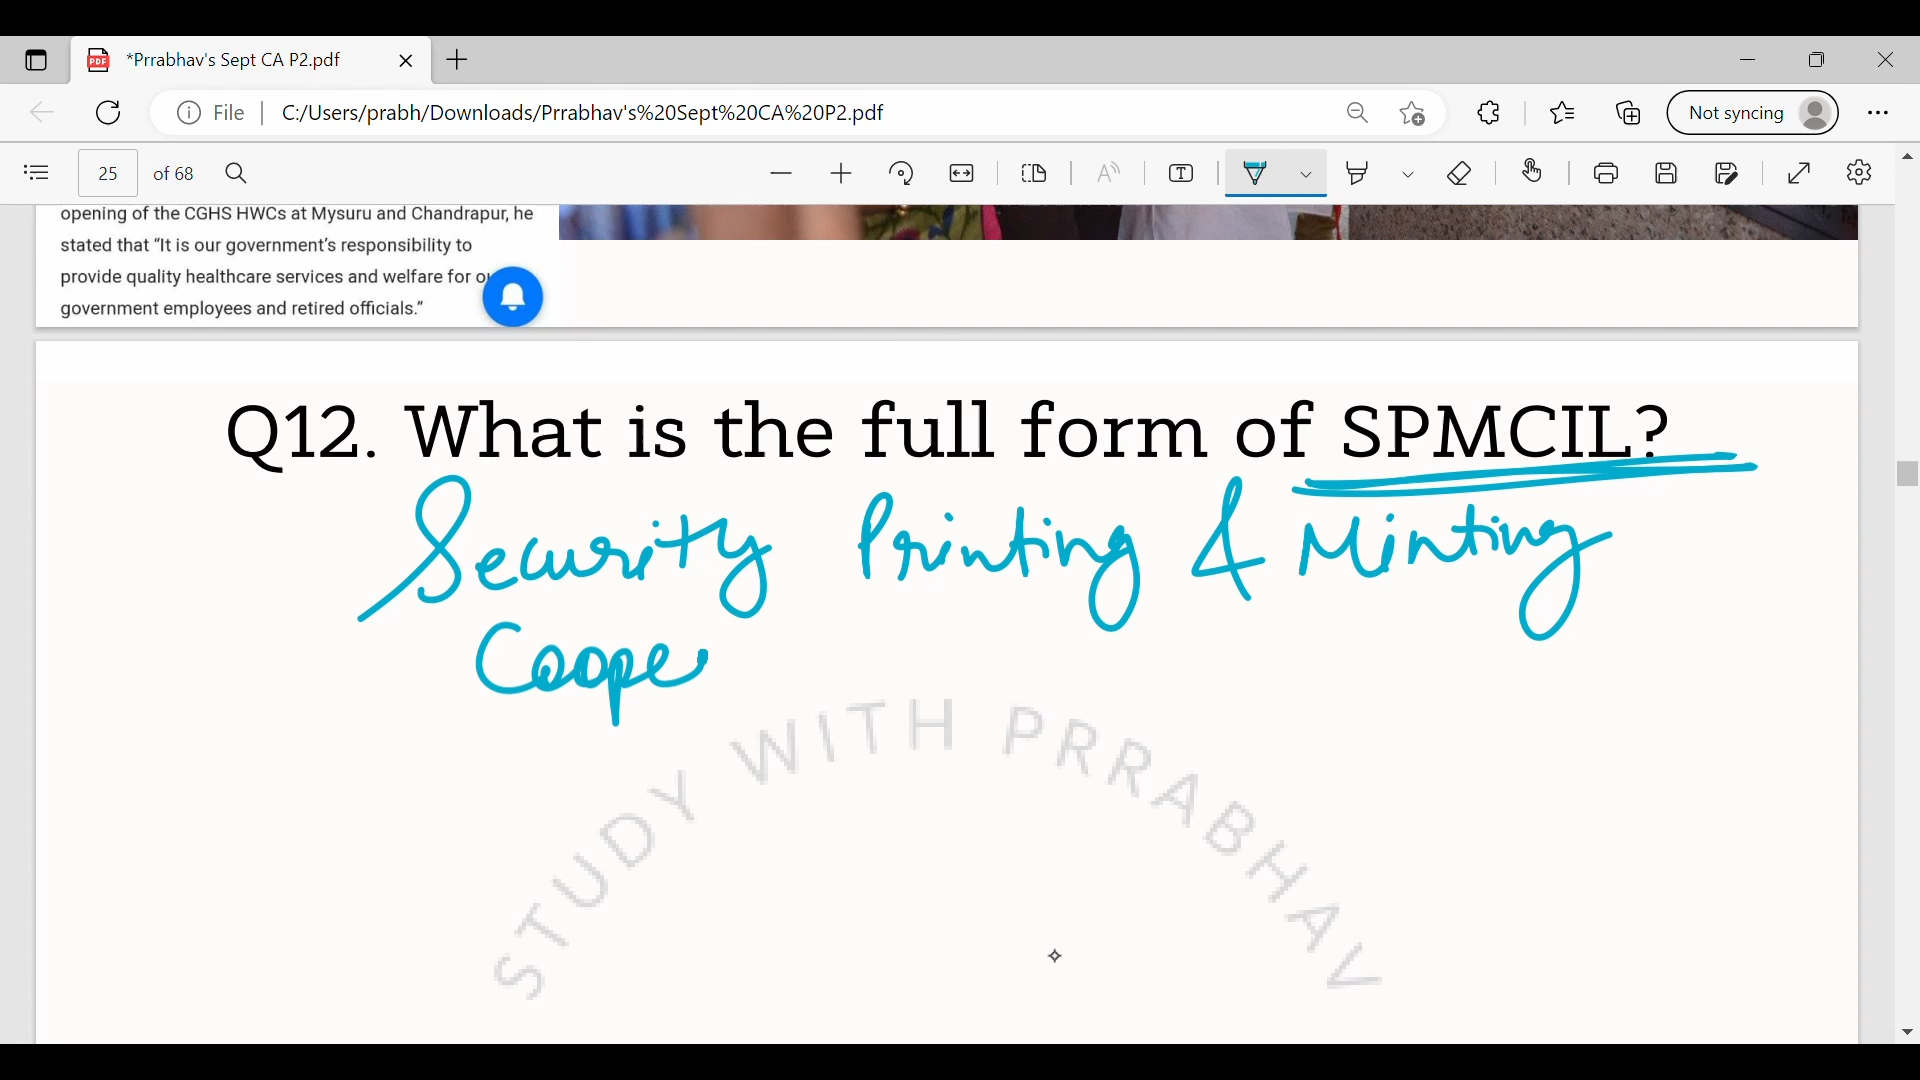 *Prrabhav's Sept CA P2.pdf
File
C:/Users/prabh/Downloads/Prrabhav's%20Sept%20CA%20P2.pdf
Not syncing
25 of 68
opening of the CGHS HWCs at Mysuru and Chandrapur, he
stated that “It is our government’s responsibility to
provide quality healthcare services and welfare for
government employees and retired officials.”
Q12. What is the full form of SPMCIL?
Security Printing & Minting
Coope
STUDY WITH PRRABHAV